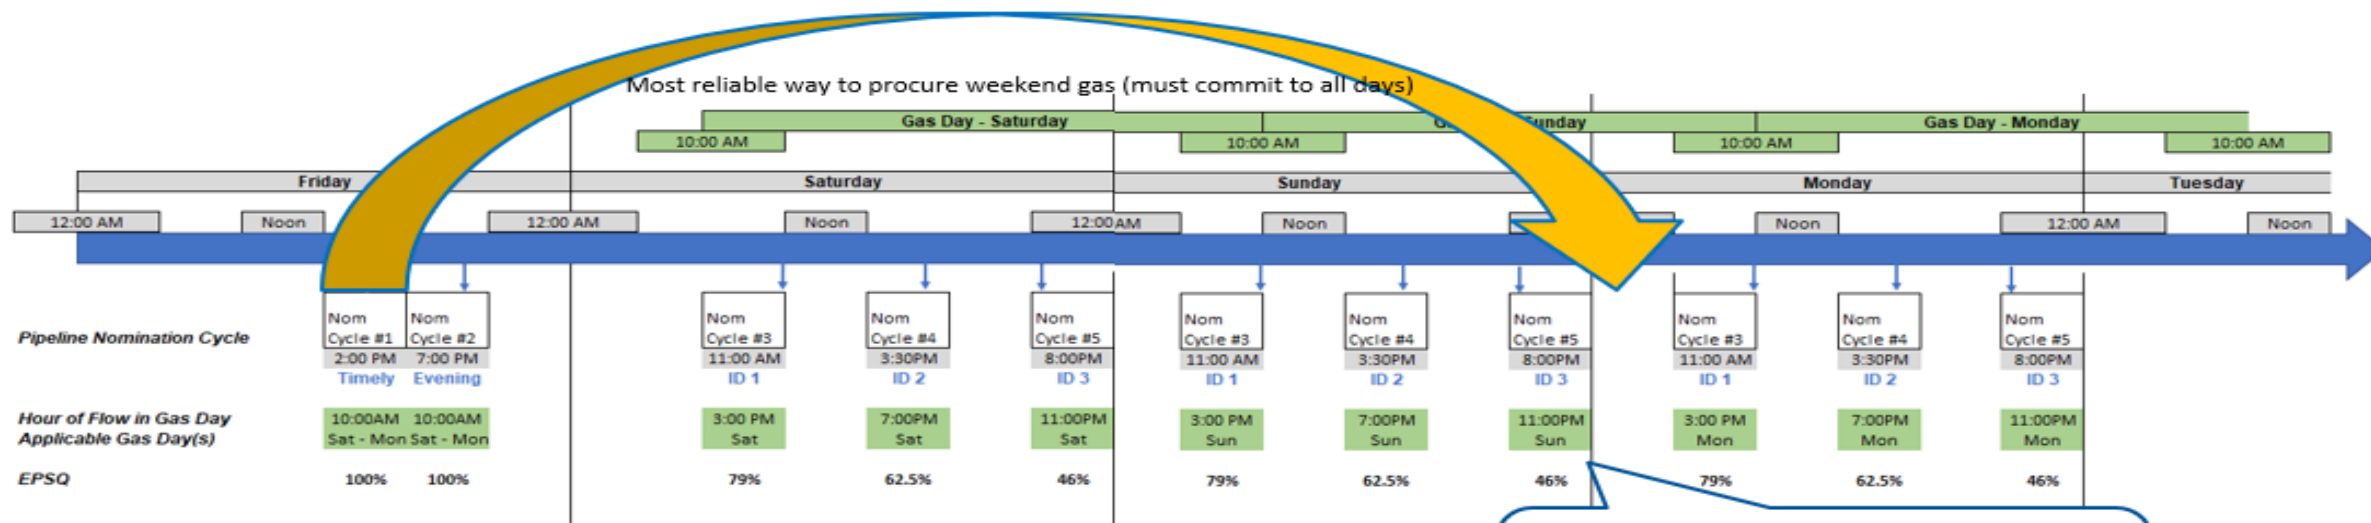 Most reliable way to procure weekend gas (must commit to all days)
Gas Day - Saturday
Sunday
Gas Day - Monday
10:00 AM 10:00 AM 10:00 AM 10:00 AM
Friday Saturday Sunday Monday Tuesday
12:00 AM Noon 12:00 AM Noon 12:00 AM Noon Noon 12:00 AM Noon
Nom Nom Nom Nom Nom Nom Nom Nom Nom Nom Nom
Pipeline Nomination Cycle Cycle #1 Cycle #2 Cycle #3 Cycle #4 Cycle #5 Cycle #3 Cycle #4 Cycle #5 Cycle #3 Cycle #4 Cycle #5
2:00 PM 7:00 PM 11:00 AM 3:30PM 8:00PM 11:00 AM 3:30PM 8:00PM 11:00 AM 3:30PM 8:00PM
Timely Evening ID 1 ID 2 ID 3 ID 1 ID 2 ID 3 ID 1 ID 2 ID 3
Hour of Flow in Gas Day 10:00AM 10:00AM 3:00 PM 7:00PM 11:00PM 3:00 PM 7:00PM 11:00PM 3:00 PM 7:00PM 11:00PM
Applicable Gas Day(s) Sat - Mon Sat - Mon Sat Sat Sat Sun Sun Sun Mon Mon Mon
EPSQ 100% 100% 79% 62.5% 46% 79% 62.5% 46% 79% 62.5% 46%